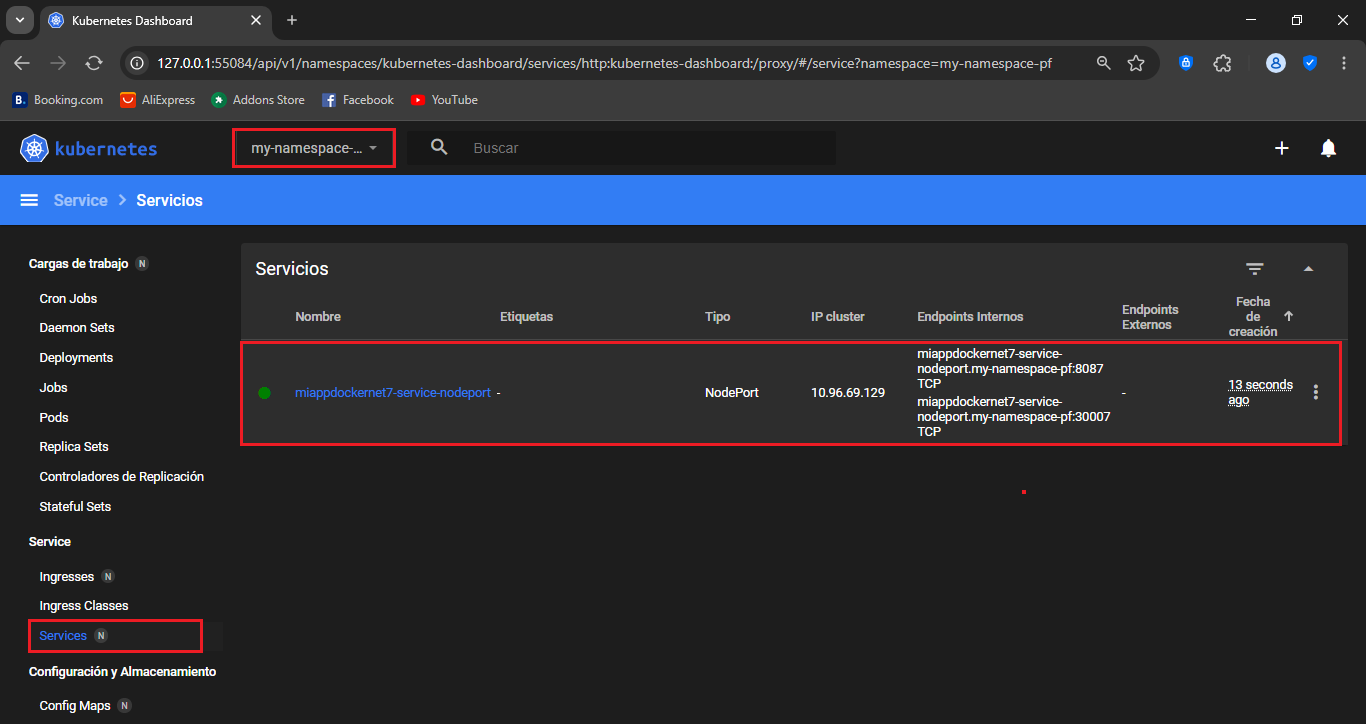 Kubernetes Dashboard
127.0.0.1:55084/api/v1/namespaces/kubernetes-dashboard/services/http:kubernetes-dashboard:/proxy/#/service?namespace=my-namespace-pf
B. Booking.com AliExpress Addons Store Facebook YouTube
kubernetes my-namespace-... Buscar
Service > Servicios
Cargas de trabajo N
Cron Jobs
Daemon Sets
Deployments
Jobs
Pods
Replica Sets
Controladores de Replicación
Stateful Sets
Service
Ingresses N
Ingress Classes
Services N
Configuración y Almacenamiento
Config Maps N
Servicios
Nombre
Etiquetas
Tipo
IP cluster
Endpoints Internos
Endpoints
Externos
Fecha
de
creación
miappdockernet7-service-nodeport
-
NodePort
10.96.69.129
miappdockernet7-service-
nodeport.my-namespace-pf:8087
TCP
miappdockernet7-service-
nodeport.my-namespace-pf:30007
TCP
-
13 seconds
ago